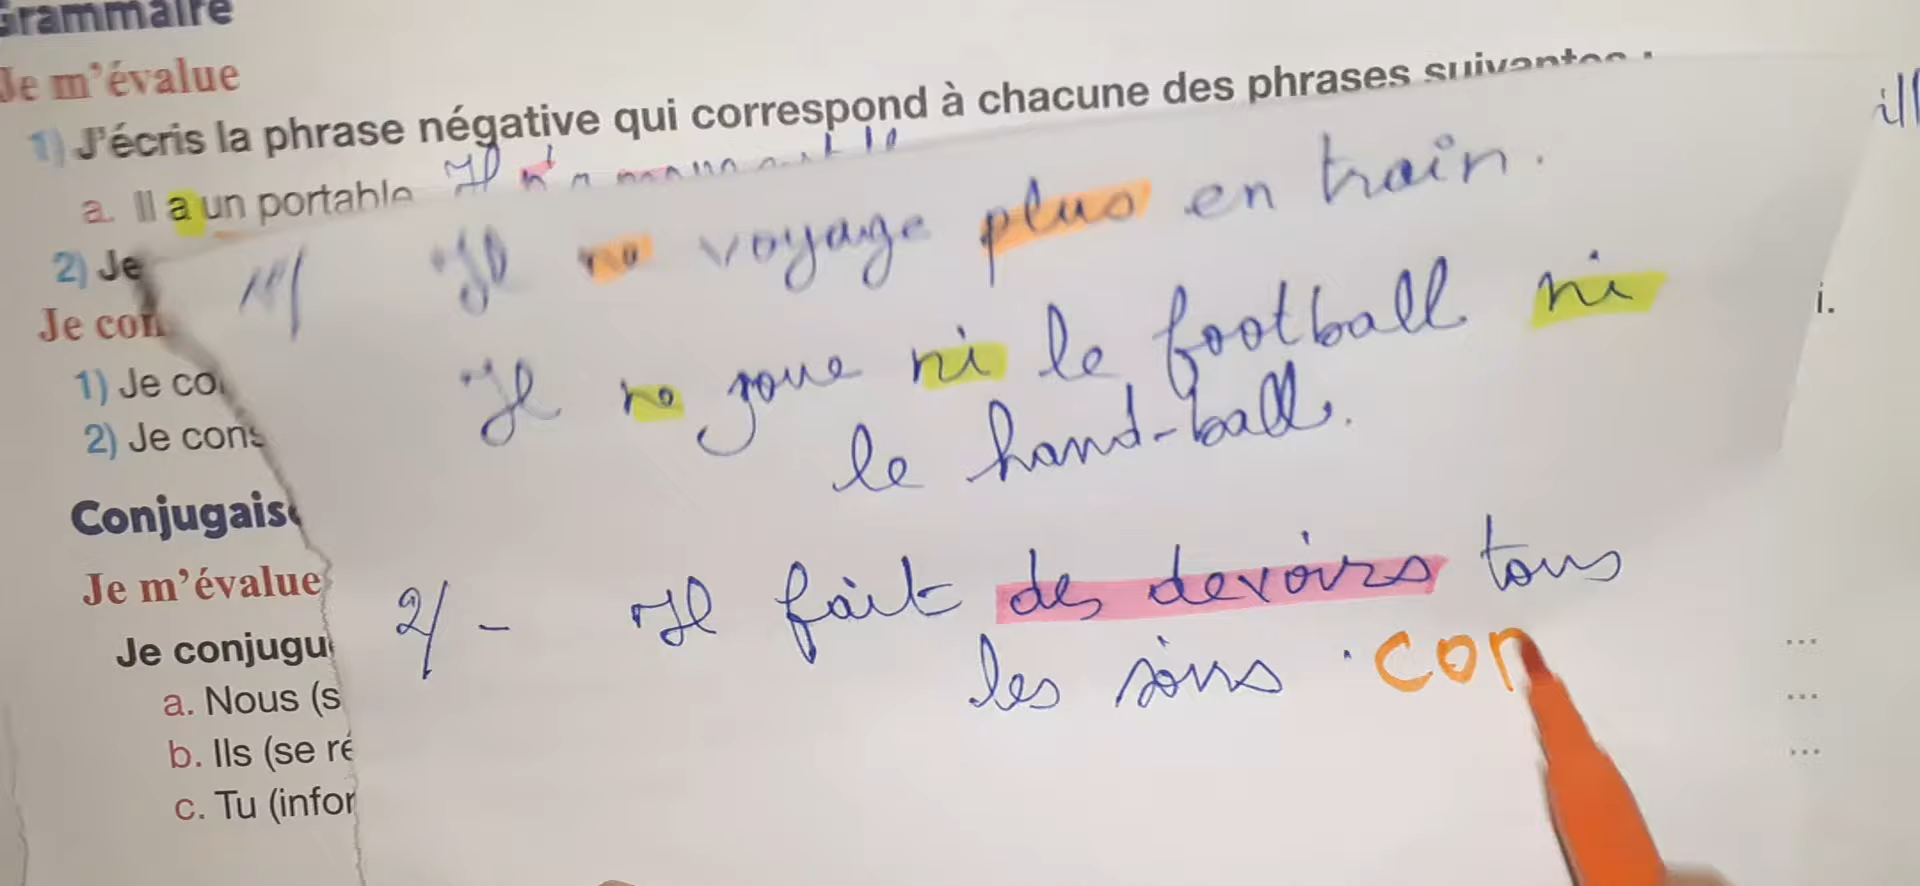 Grammaire
Je m'évalue
1) J'écris la phrase négative qui correspond à chacune des phrases suivantes :
a. Il a un portable Il n'a
2) Je
1/ Il ne voyage plus en train.
Je con
Il ne joue ni le football ni
i.
le hand-ball.
1) Je co
2) Je cons
Conjugais
Je m'évalue
2/ - Il fait des devoirs tous
les soirs. con
Je conjugu
a. Nous (s
b. Ils (se ré
c. Tu (infor